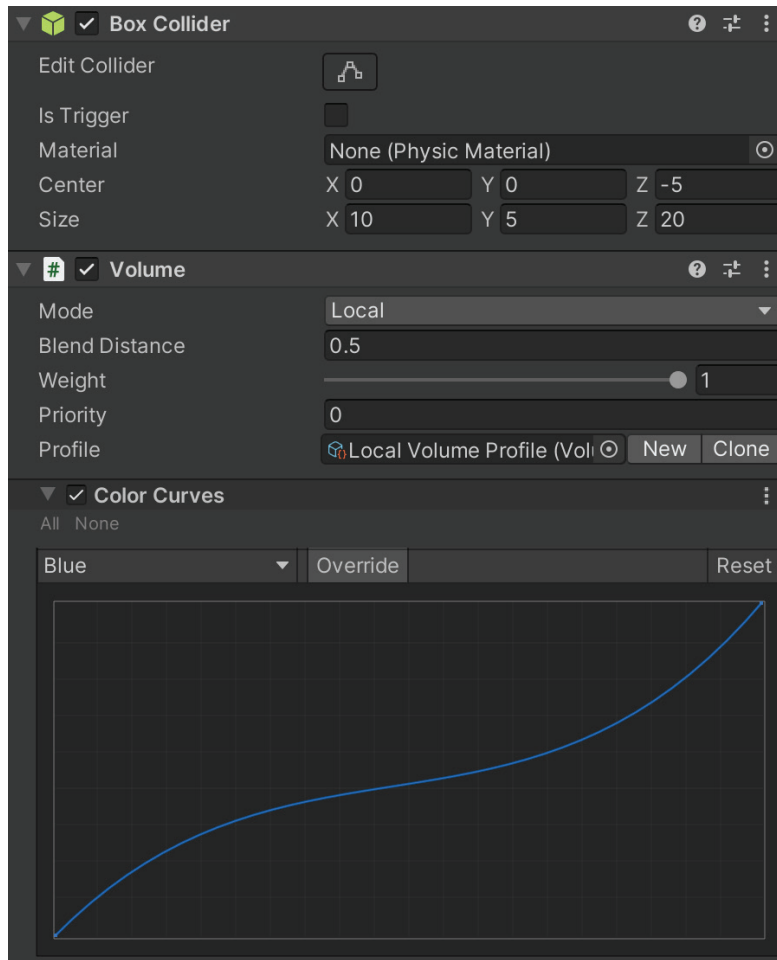 Box Collider
Edit Collider
Is Trigger
Material None (Physic Material)
Center X 0 Y 0 Z -5
Size X 10 Y 5 Z 20
# Volume
Mode Local
Blend Distance 0.5
Weight 1
Priority 0
Profile Local Volume Profile (Volu New Clone
Color Curves
All None
Blue Override Reset